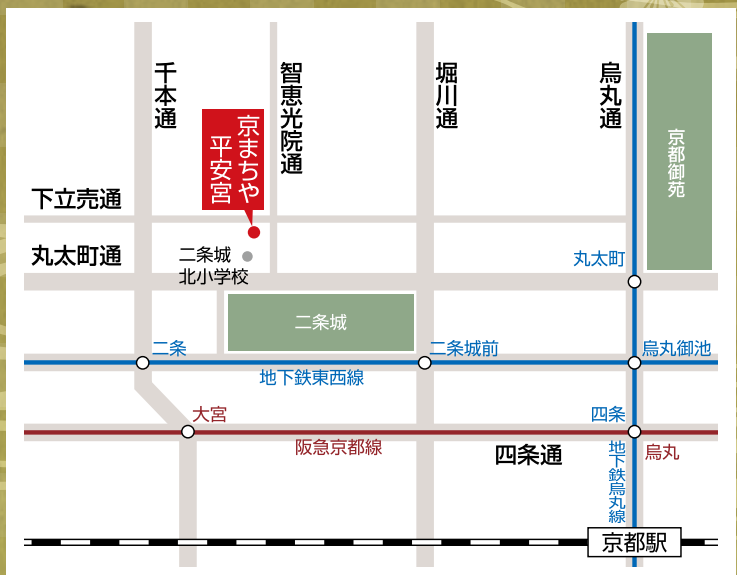 千本通
智恵光院通
堀川通
烏丸通
京都御苑
京まちや
平安宮
下立売通
丸太町通
二条城
北小学校
丸太町
二条城
二条
二条城前
烏丸御池
地下鉄東西線
大宮
四条
阪急京都線
四条通
烏丸
地下鉄烏丸線
京都駅